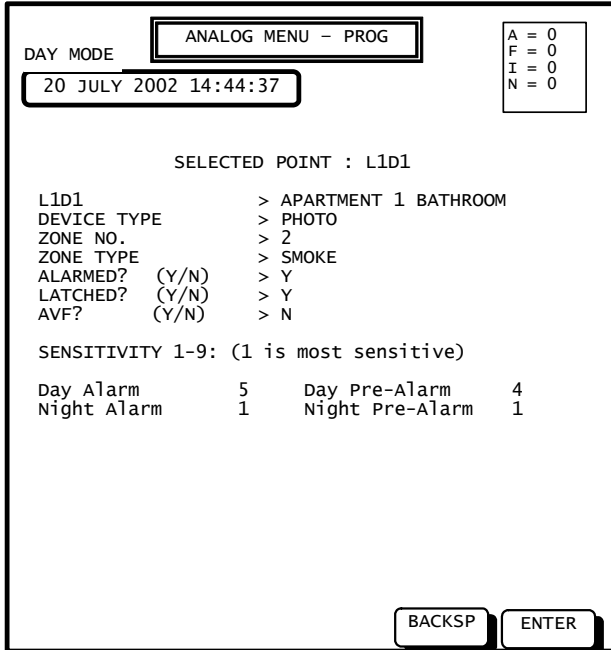 ANALOG MENU – PROG
DAY MODE
20 JULY 2002 14:44:37
A = 0
F = 0
I = 0
N = 0
SELECTED POINT : L1D1
L1D1 > APARTMENT 1 BATHROOM
DEVICE TYPE > PHOTO
ZONE NO. > 2
ZONE TYPE > SMOKE
ALARMED? (Y/N) > Y
LATCHED? (Y/N) > Y
AVF? (Y/N) > N
SENSITIVITY 1-9: (1 is most sensitive)
Day Alarm 5 Day Pre-Alarm 4
Night Alarm 1 Night Pre-Alarm 1
BACKSP ENTER